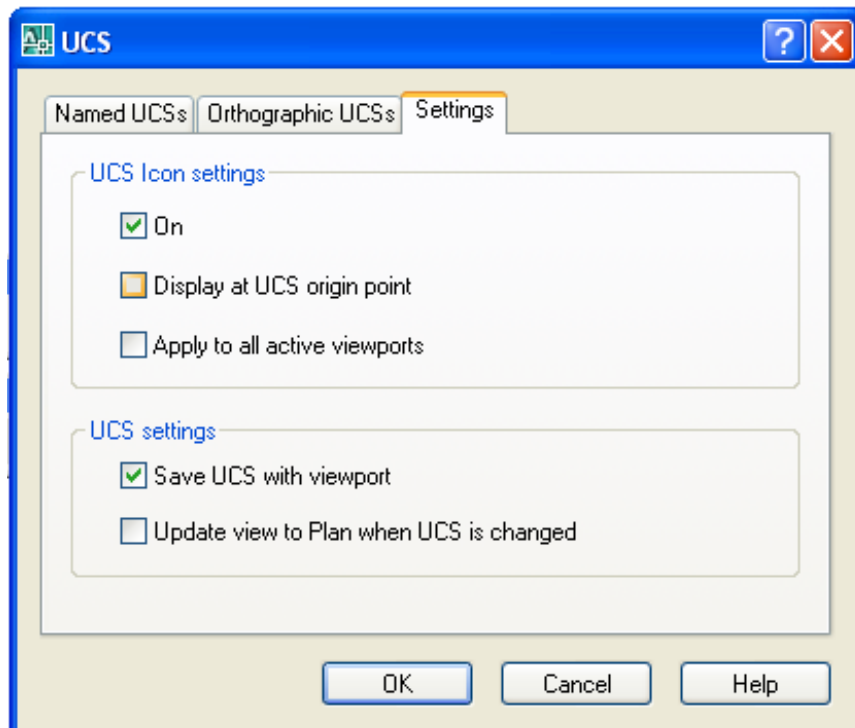 UCS
Named UCSs Orthographic UCSs Settings
UCS Icon settings
On
Display at UCS origin point
Apply to all active viewports
UCS settings
Save UCS with viewport
Update view to Plan when UCS is changed
OK Cancel Help